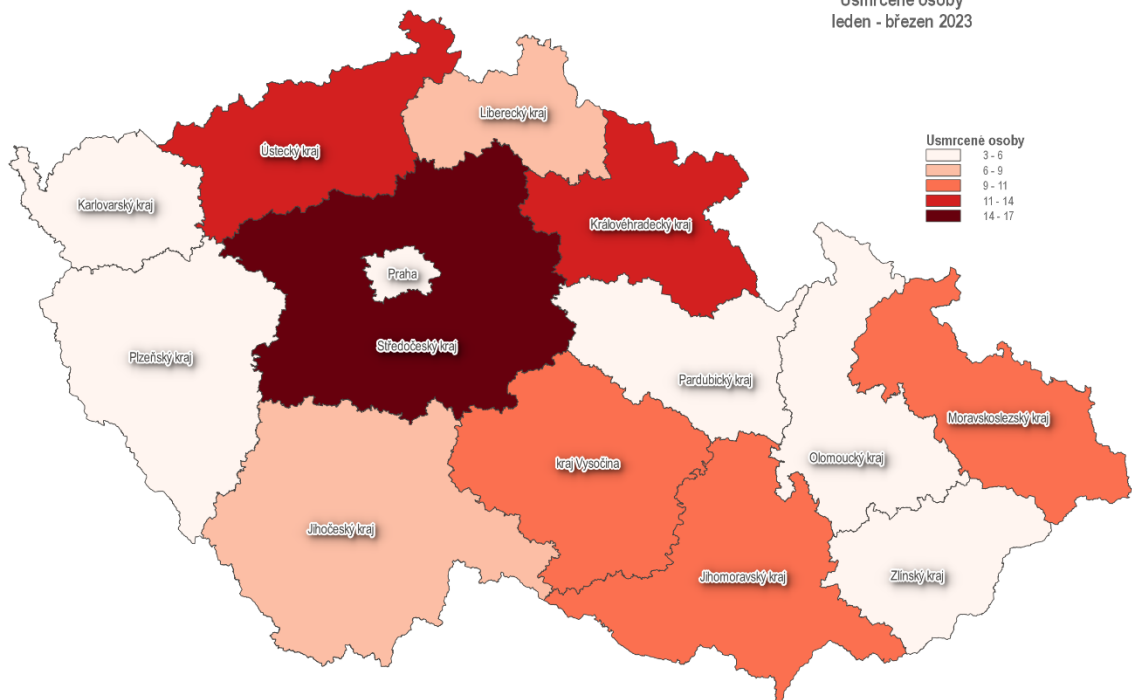 Usmrcené osoby
leden - březen 2023
Liberecký kraj
Ústecký kraj
Usmrcené osoby
3 - 6
6 - 9
9 - 11
11 - 14
14 - 17
Karlovarský kraj
Královéhradecký kraj
Praha
Středočeský kraj
Plzeňský kraj
Pardubický kraj
Moravskoslezský kraj
Olomoucký kraj
kraj Vysočina
Jihočeský kraj
Jihomoravský kraj
Zlínský kraj